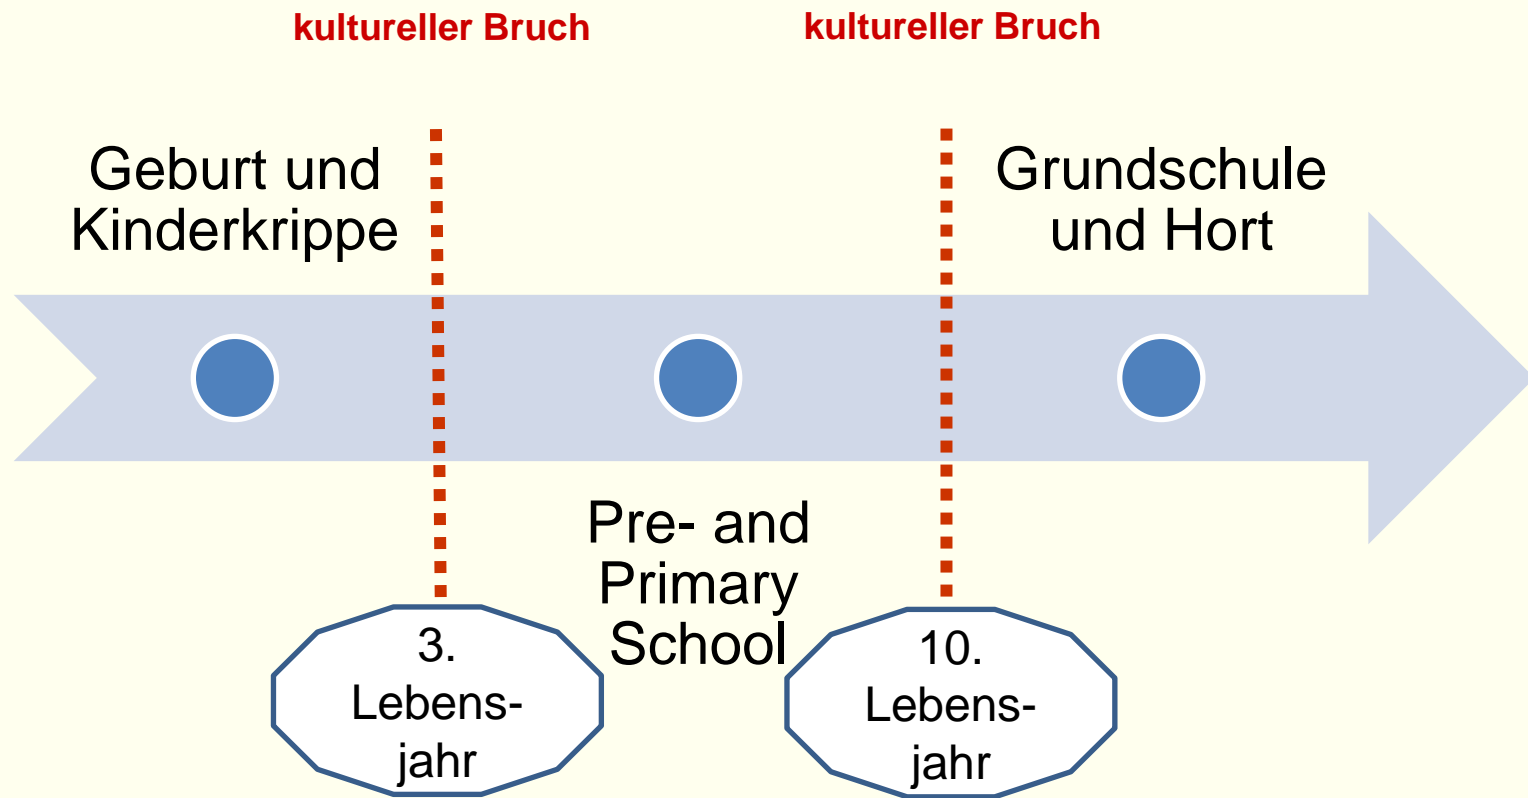 kultureller Bruch
kultureller Bruch
Geburt und
Kinderkrippe
Grundschule
und Hort
Pre- and
Primary
School
3.
Lebens-
jahr
10.
Lebens-
jahr